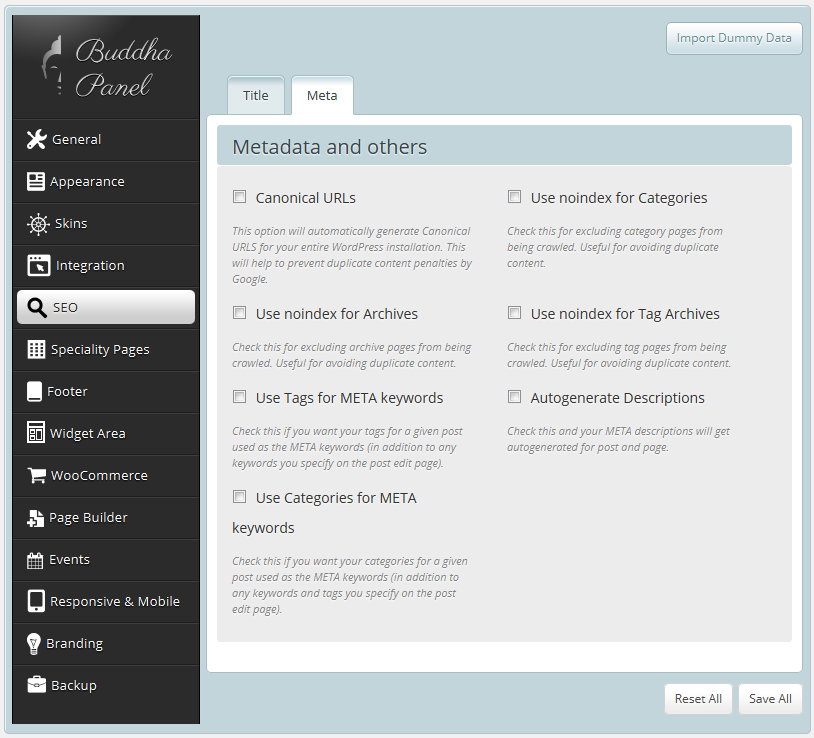 Buddha
Panel
General
Appearance
Skins
Integration
SEO
Speciality Pages
Footer
Widget Area
WooCommerce
Page Builder
Events
Responsive & Mobile
Branding
Backup
Import Dummy Data
Title
Meta
Metadata and others
Canonical URLs
This option will automatically generate Canonical
URLS for your entire WordPress installation. This
will help to prevent duplicate content penalties by
Google.
Use noindex for Categories
Check this for excluding category pages from
being crawled. Useful for avoiding duplicate
content.
Use noindex for Archives
Check this for excluding archive pages from being
crawled. Useful for avoiding duplicate content.
Use noindex for Tag Archives
Check this for excluding tag pages from being
crawled. Useful for avoiding duplicate content.
Use Tags for META keywords
Check this if you want your tags for a given post
used as the META keywords (in addition to any
keywords you specify on the post edit page).
Autogenerate Descriptions
Check this and your META descriptions will get
autogenerated for post and page.
Use Categories for META
keywords
Check this if you want your categories for a given
post used as the META keywords (in addition to
any keywords and tags you specify on the post
edit page).
Reset All
Save All